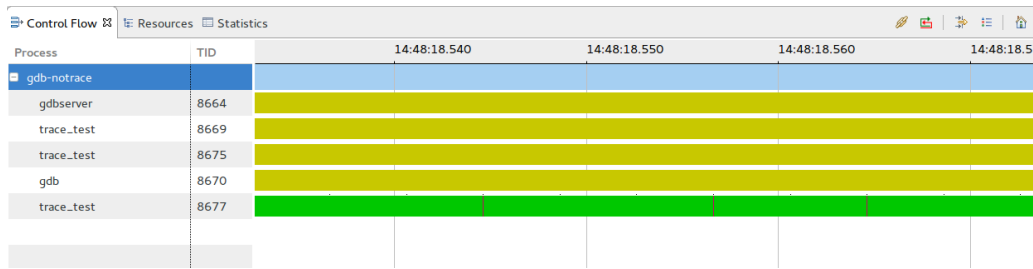 Control Flow Resources Statistics
Process TID 14:48:18.540 14:48:18.550 14:48:18.560 14:48:18.5
gdb-notrace
gdbserver 8664
trace_test 8669
trace_test 8675
gdb 8670
trace_test 8677